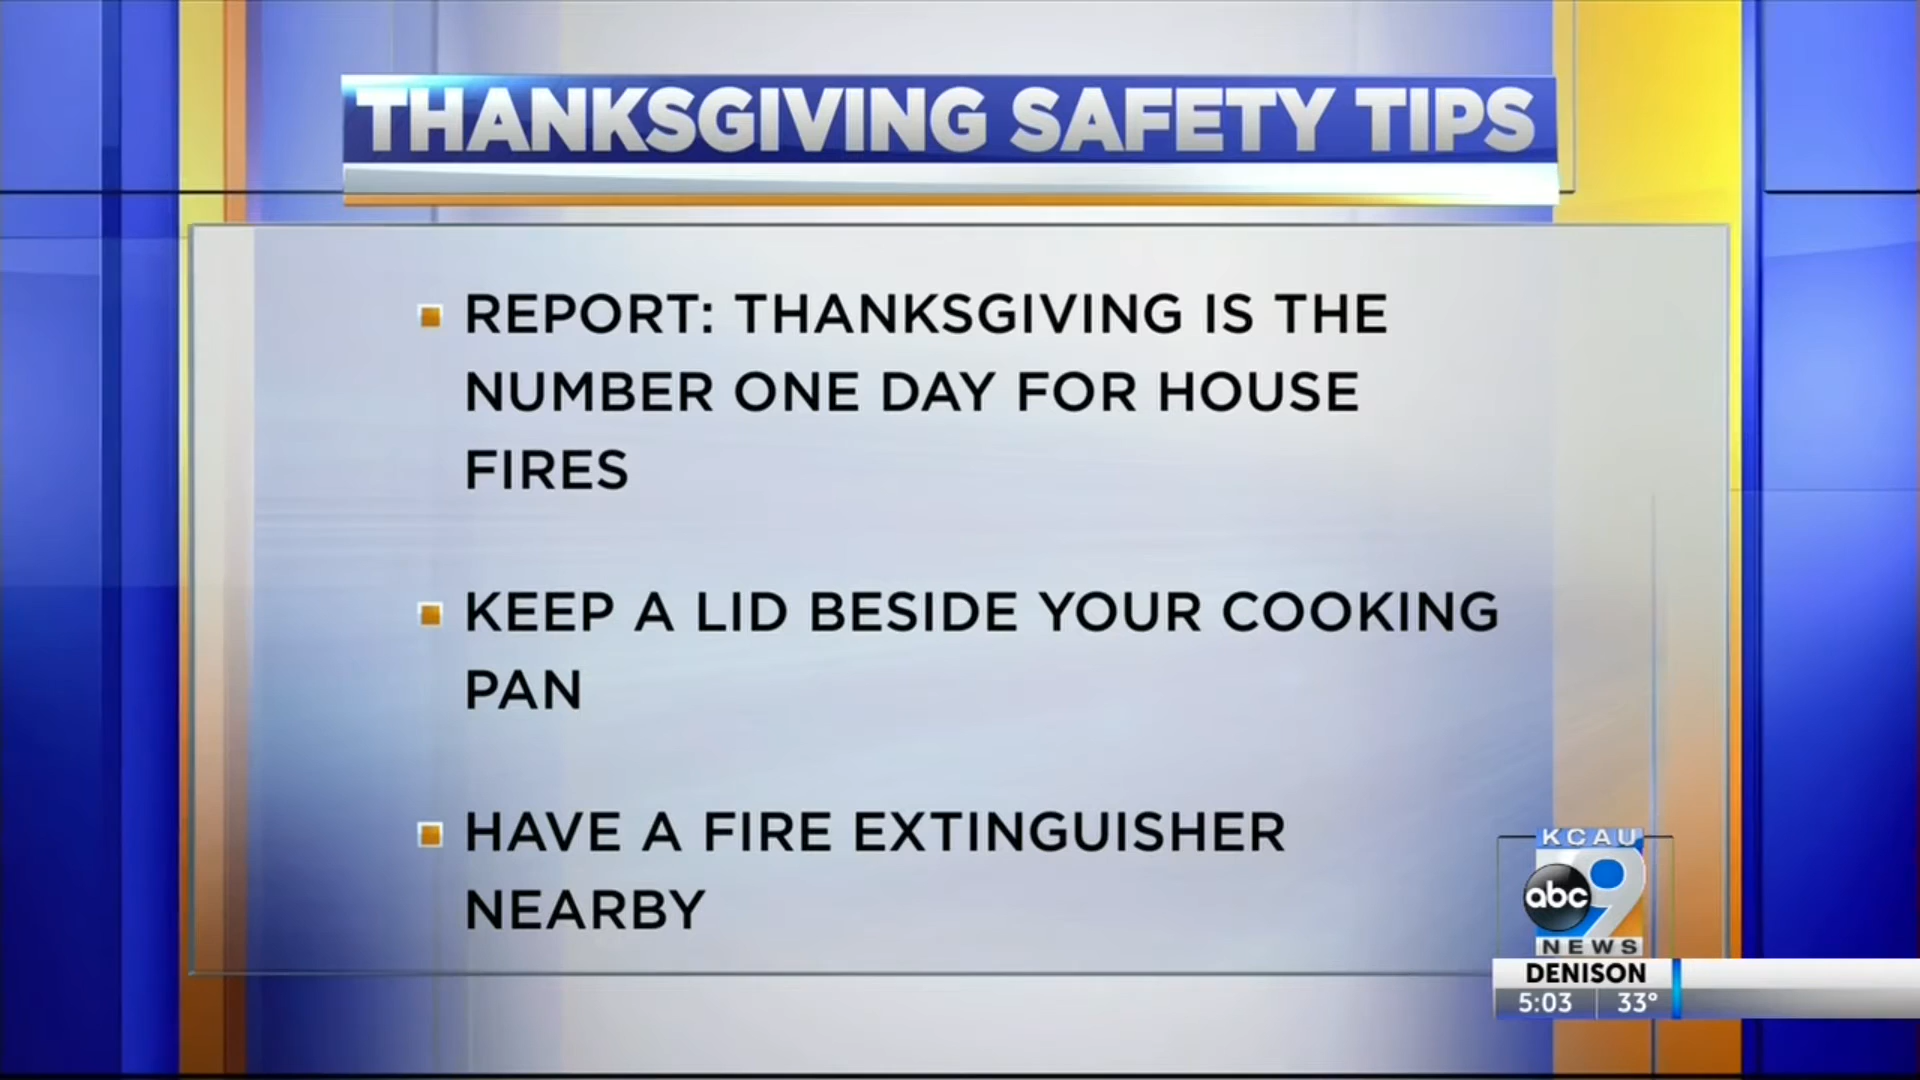 THANKSGIVING SAFETY TIPS
REPORT: THANKSGIVING IS THE
NUMBER ONE DAY FOR HOUSE
FIRES
KEEP A LID BESIDE YOUR COOKING
PAN
HAVE A FIRE EXTINGUISHER
NEARBY
KCAU
abc 9
NEWS
DENISON
5:03 33°